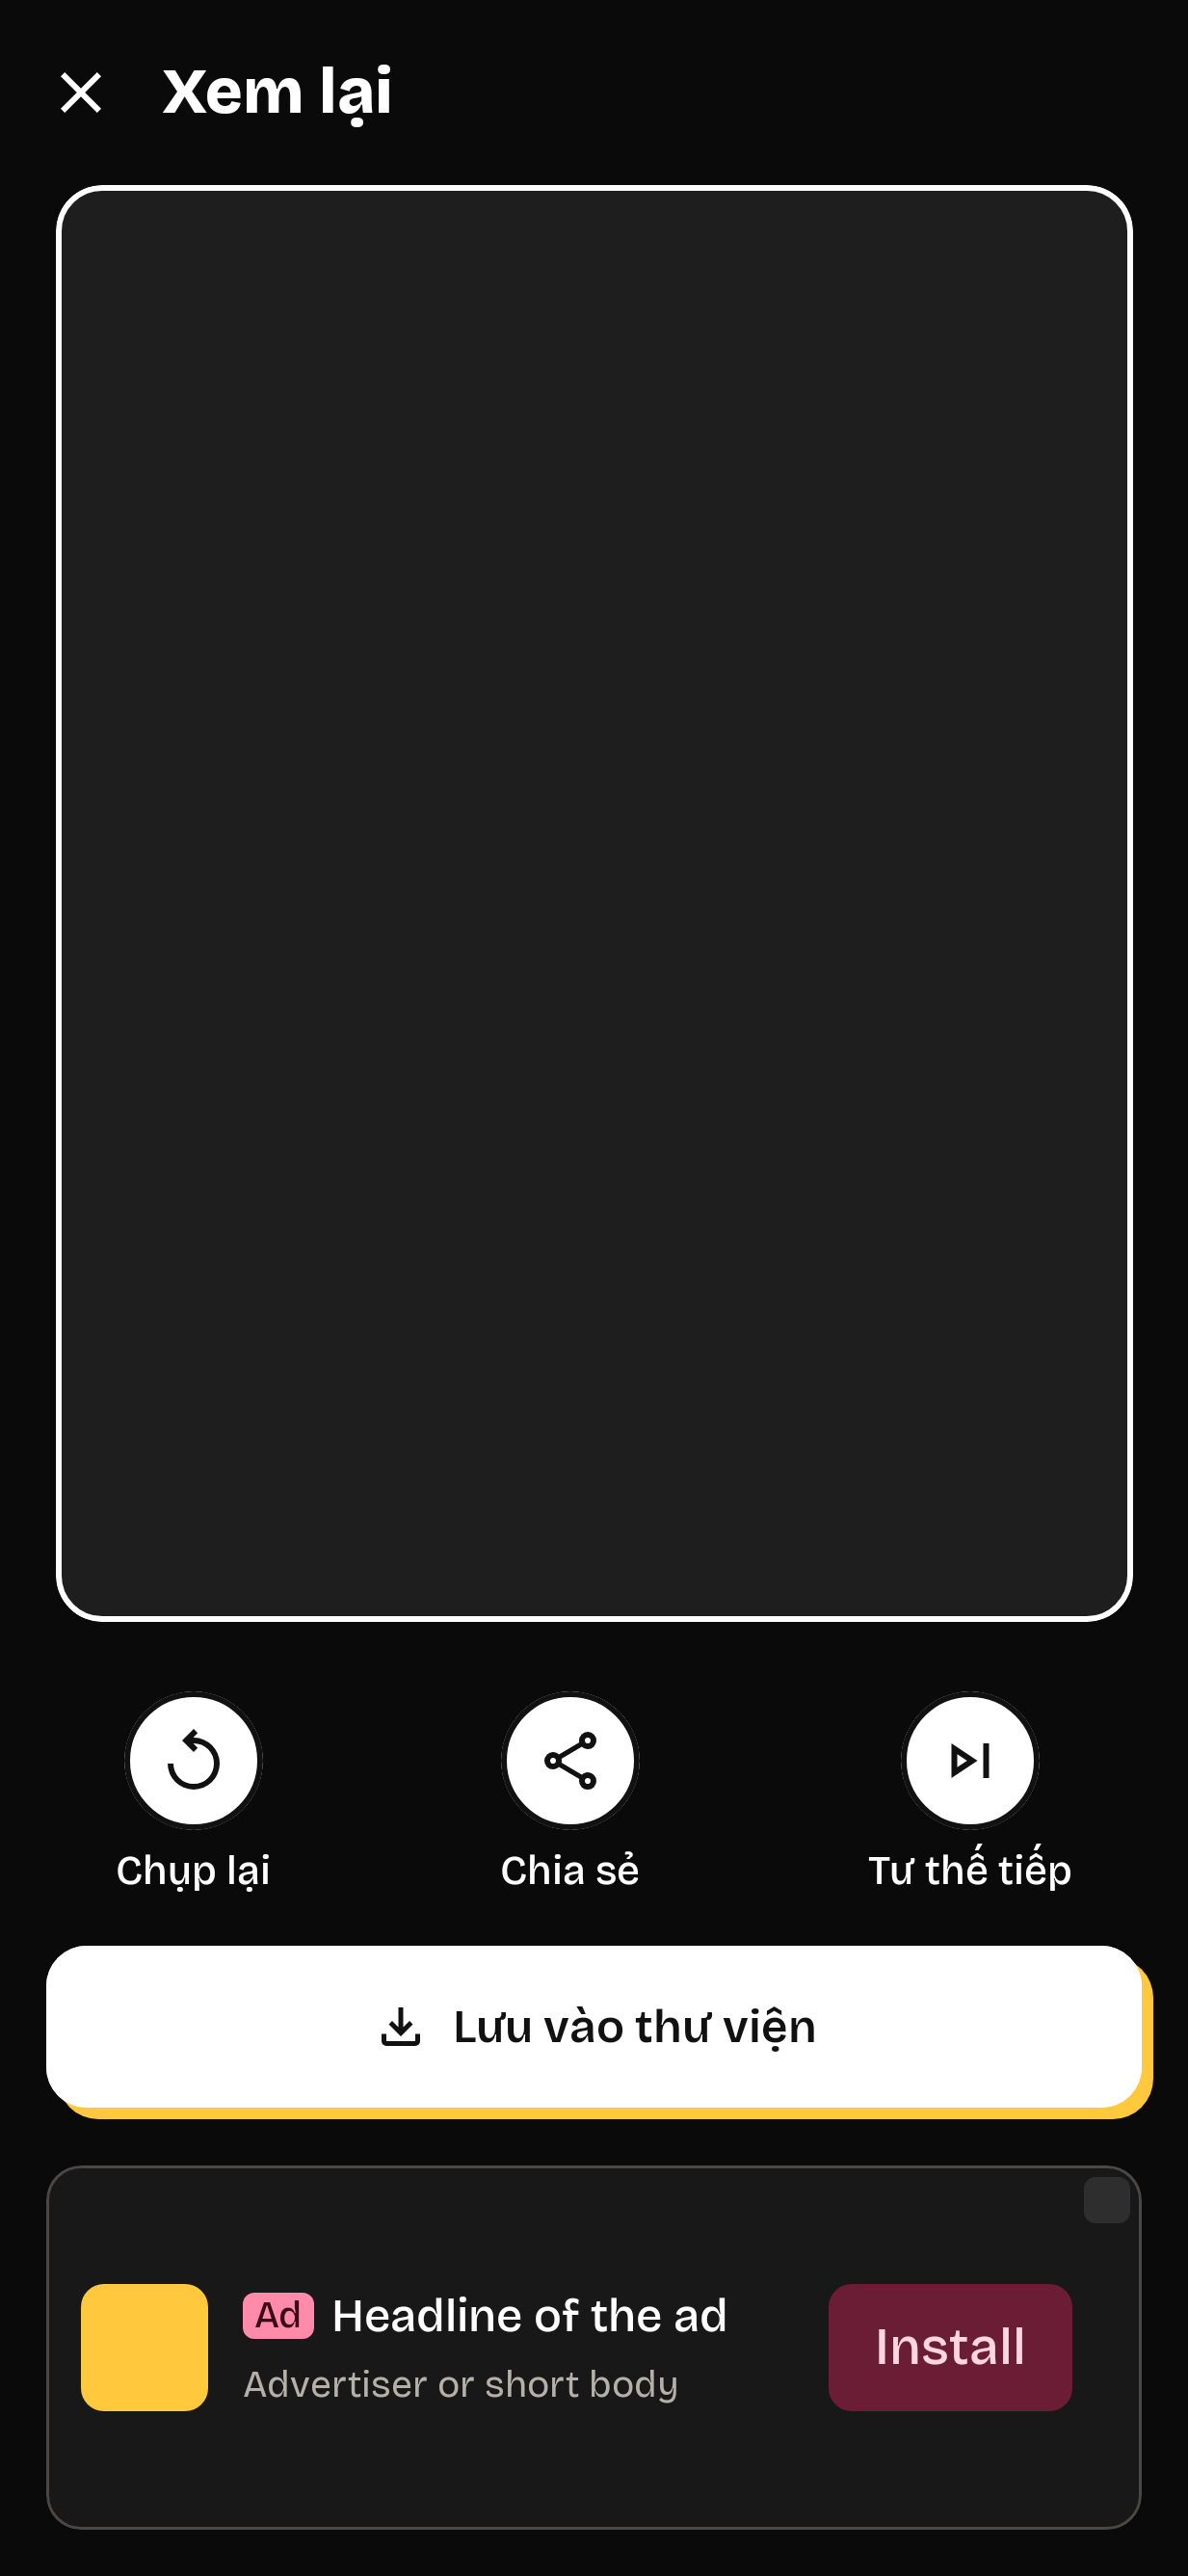 Xem lại
Chụp lại
Chia sẻ
Tư thế tiếp
Lưu vào thư viện
Ad Headline of the ad
Advertiser or short body
Install